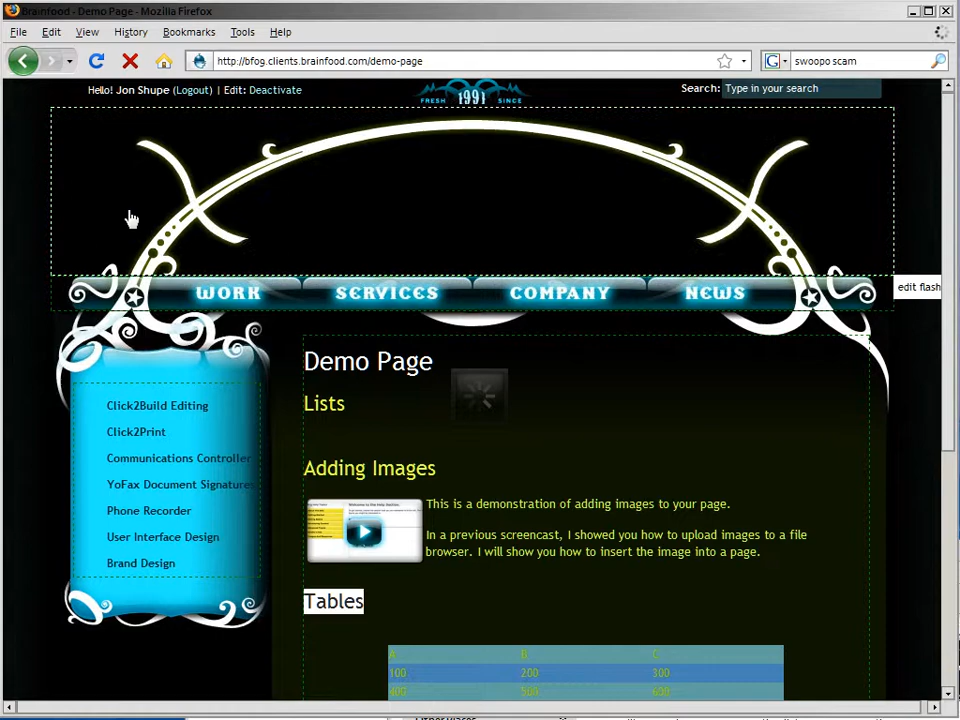 Brainfood - Demo Page - Mozilla Firefox
File Edit View History Bookmarks Tools Help
http://bfog.clients.brainfood.com/demo-page
swoopo scam
Hello! Jon Shupe (Logout) | Edit: Deactivate
FRESH 1991 SINCE
Search: Type in your search
WORK SERVICES COMPANY NEWS
edit flash
Demo Page
Lists
Click2Build Editing
Click2Print
Communications Controller
YoFax Document Signatures
Phone Recorder
User Interface Design
Brand Design
Adding Images
This is a demonstration of adding images to your page.
In a previous screencast, I showed you how to upload images to a file
browser. I will show you how to insert the image into a page.
Tables
A B C
100 200 300
400 500 600